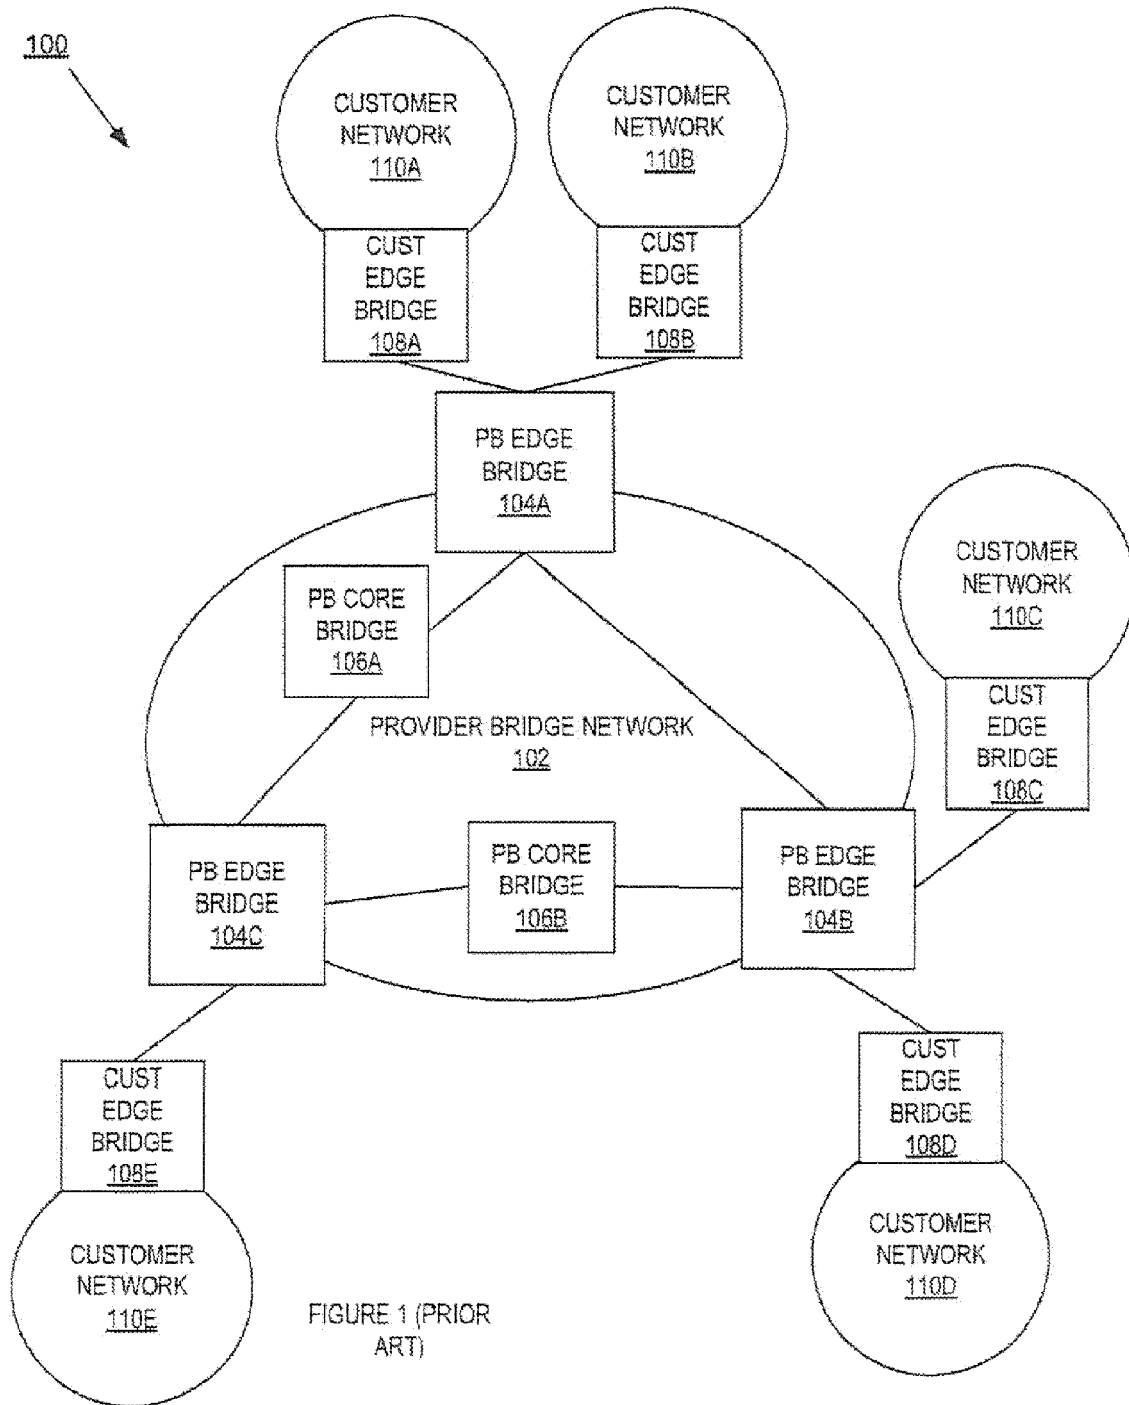 100
CUSTOMER
NETWORK
110A
CUSTOMER
NETWORK
110B
CUST
EDGE
BRIDGE
108A
CUST
EDGE
BRIDGE
108B
PB EDGE
BRIDGE
104A
CUSTOMER
NETWORK
110C
PB CORE
BRIDGE
106A
CUST
EDGE
BRIDGE
108C
PROVIDER BRIDGE NETWORK
102
PB EDGE
BRIDGE
104C
PB CORE
BRIDGE
106B
PB EDGE
BRIDGE
104B
CUST
EDGE
BRIDGE
108E
CUST
EDGE
BRIDGE
108D
CUSTOMER
NETWORK
110E
CUSTOMER
NETWORK
110D
FIGURE 1 (PRIOR
ART)